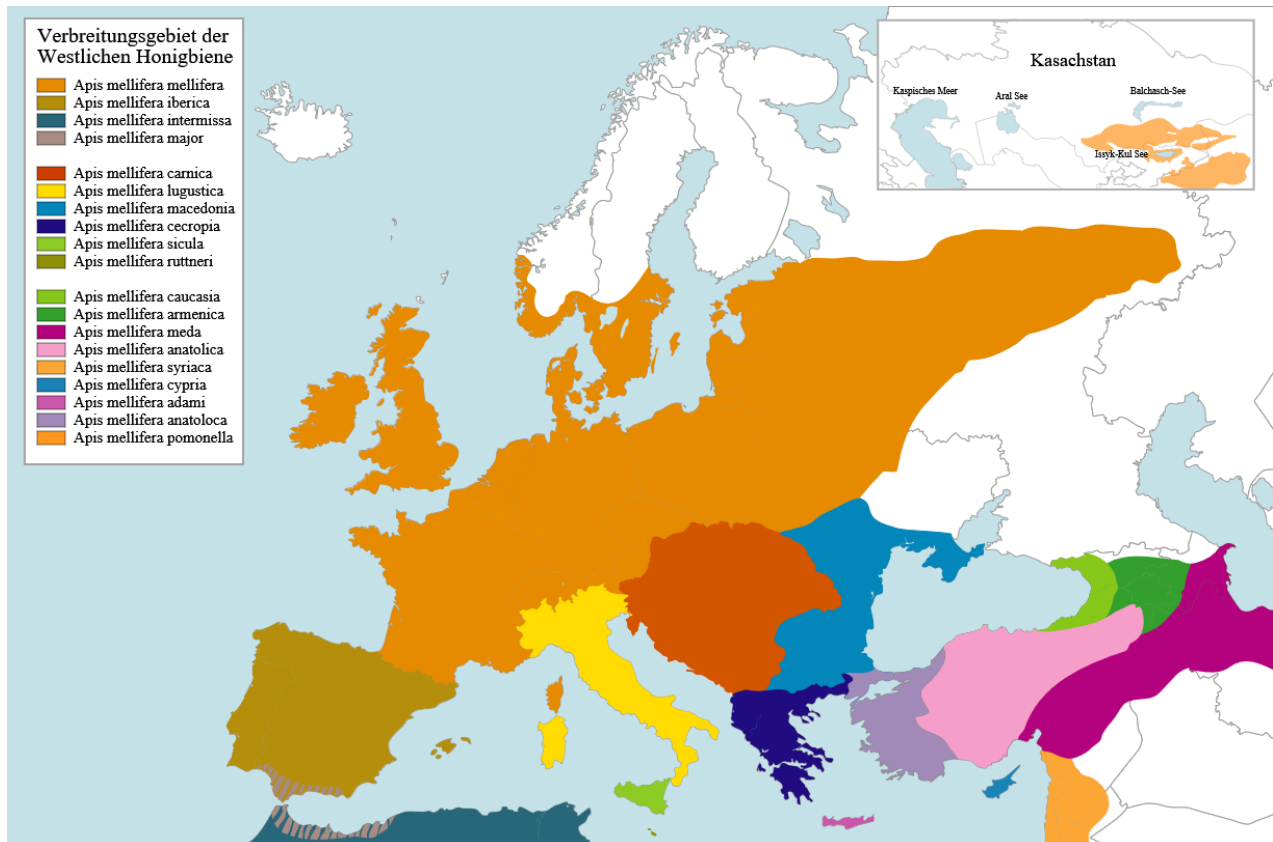 Verbreitungsgebiet der
Westlichen Honigbiene
Apis mellifera mellifera
Apis mellifera iberica
Apis mellifera intermissa
Apis mellifera major
Apis mellifera carnica
Apis mellifera lugustica
Apis mellifera macedonia
Apis mellifera cecropia
Apis mellifera sicula
Apis mellifera ruttneri
Apis mellifera caucasia
Apis mellifera armenica
Apis mellifera meda
Apis mellifera anatolica
Apis mellifera syriaca
Apis mellifera cypria
Apis mellifera adami
Apis mellifera anatoloca
Apis mellifera pomonella
Kasachstan
Kaspisches Meer
Aral See
Balchasch-See
Issyk-Kul See